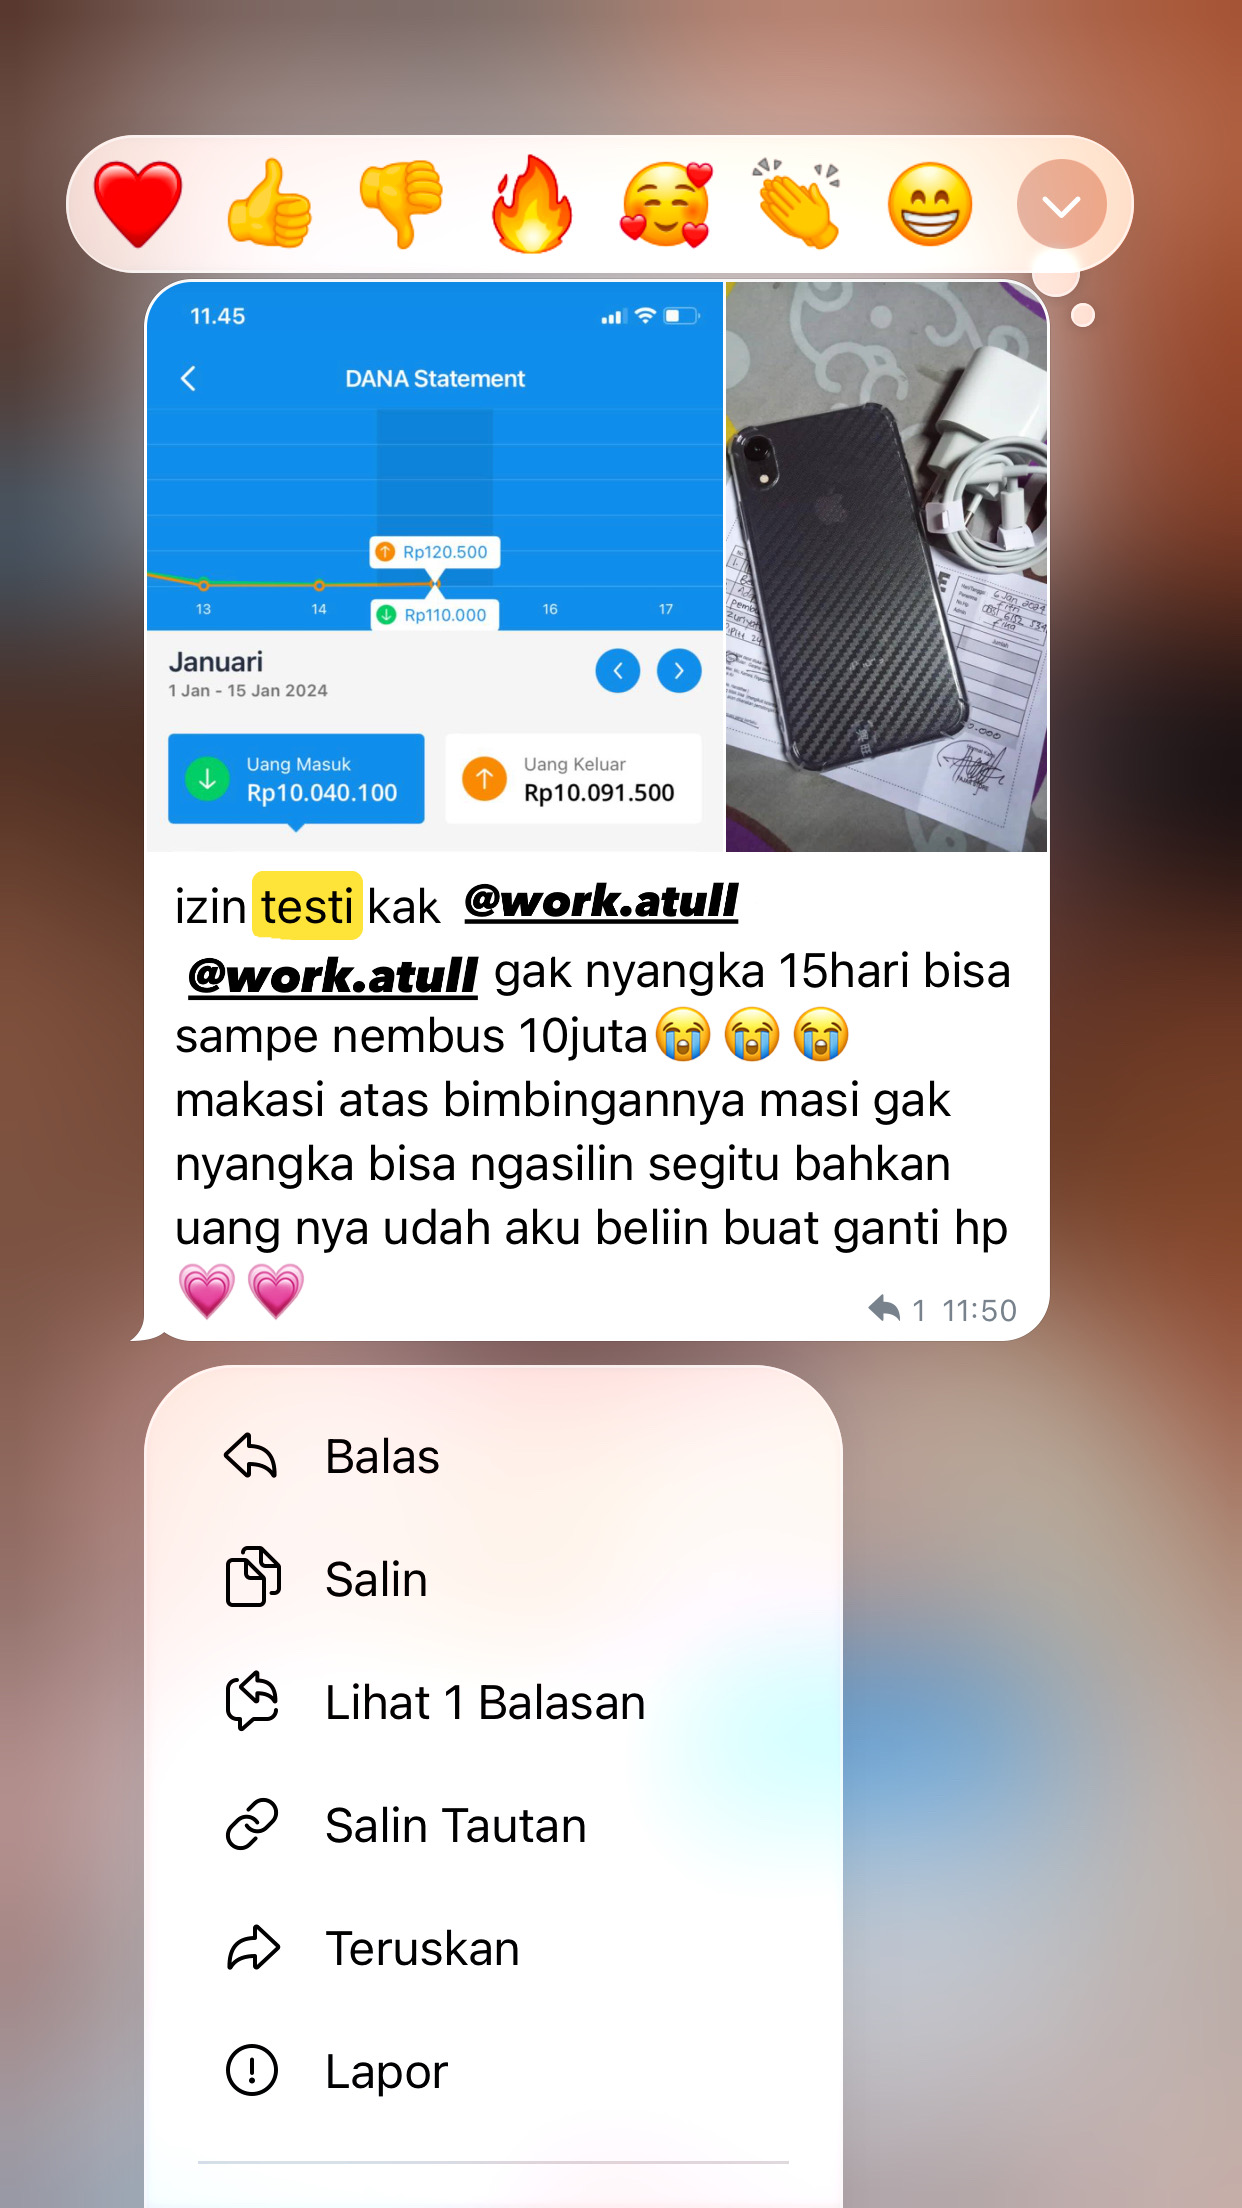 11.45
DANA Statement
Rp120.500
13 14 Rp110.000 16 17
Januari
1 Jan - 15 Jan 2024
Uang Masuk
Rp10.040.100
Uang Keluar
Rp10.091.500
6 Jan 2024
izin testi kak @work.atull
@work.atull gak nyangka 15hari bisa
sampe nembus 10juta😭😭😭
makasi atas bimbingannya masi gak
nyangka bisa ngasilin segitu bahkan
uang nya udah aku beliin buat ganti hp
💗💗
1 11:50
Balas
Salin
Lihat 1 Balasan
Salin Tautan
Teruskan
Lapor